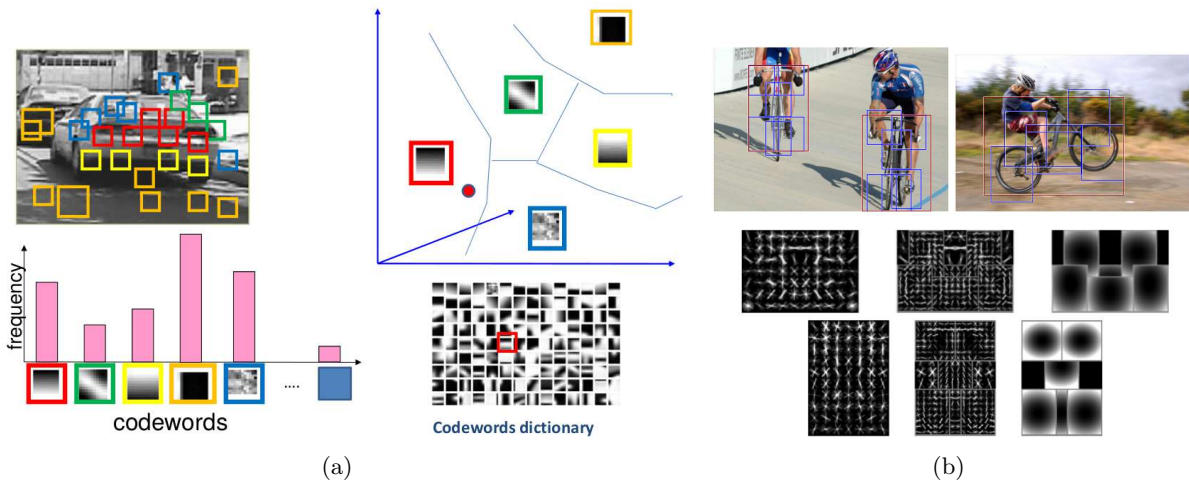 frequency
....
codewords
Codewords dictionary
(a)
(b)